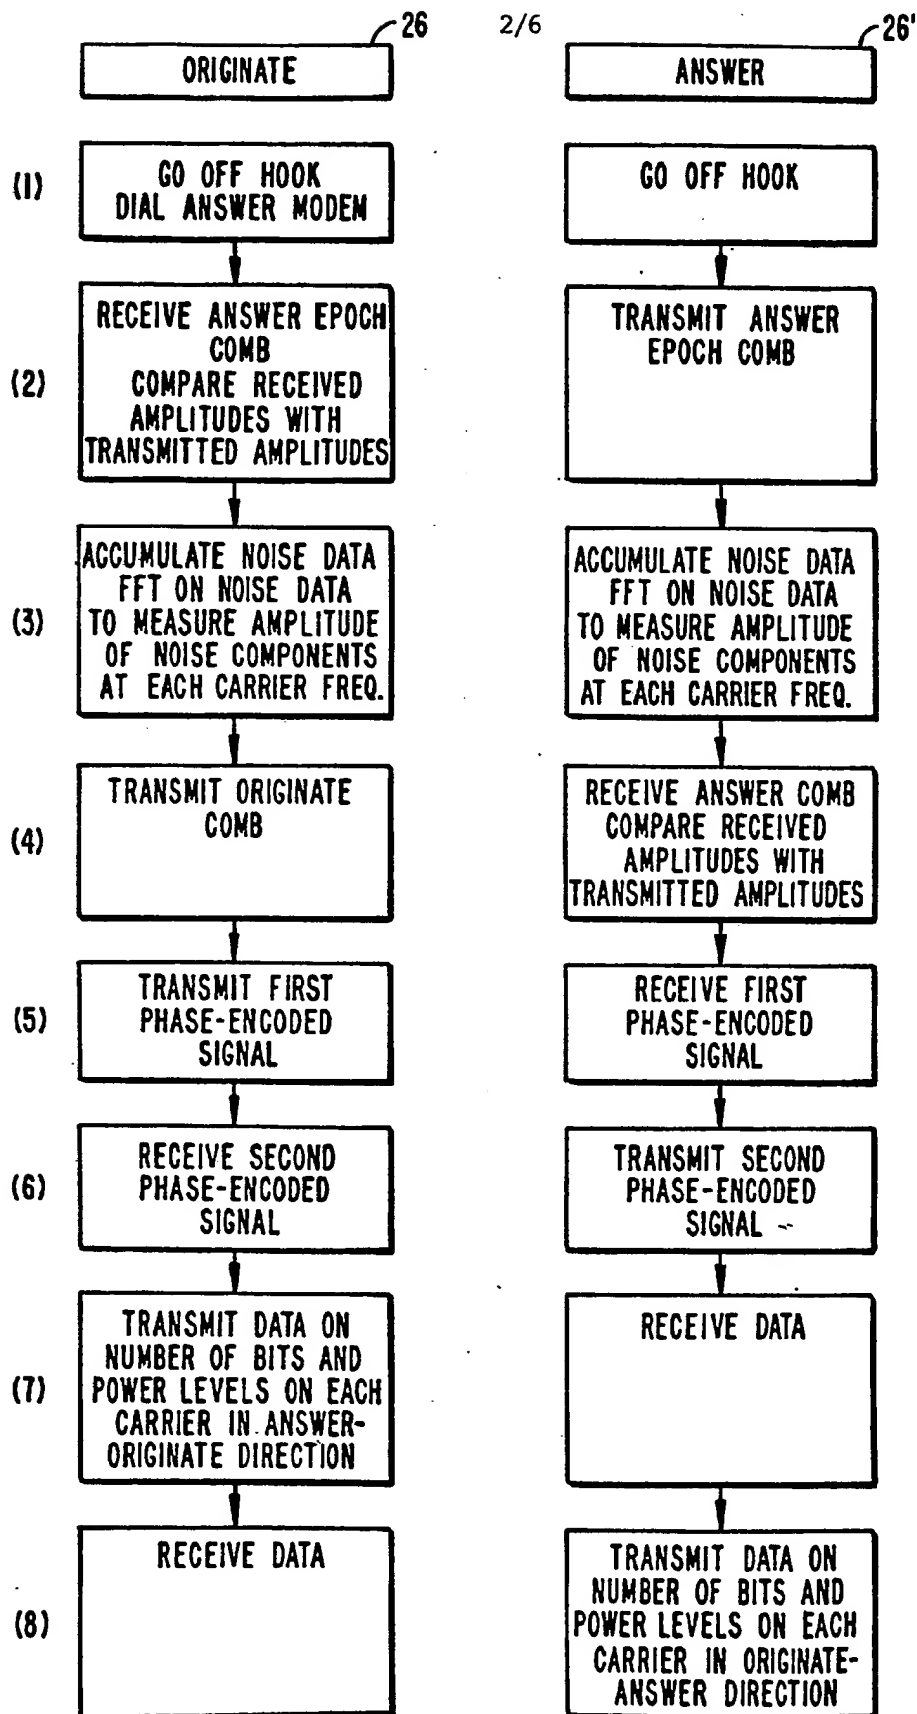 26
2/6
26'
ORIGINATE
ANSWER
(1)
GO OFF HOOK
DIAL ANSWER MODEM
GO OFF HOOK
(2)
RECEIVE ANSWER EPOCH
COMB
COMPARE RECEIVED
AMPLITUDES WITH
TRANSMITTED AMPLITUDES
TRANSMIT ANSWER
EPOCH COMB
(3)
ACCUMULATE NOISE DATA
FFT ON NOISE DATA
TO MEASURE AMPLITUDE
OF NOISE COMPONENTS
AT EACH CARRIER FREQ.
ACCUMULATE NOISE DATA
FFT ON NOISE DATA
TO MEASURE AMPLITUDE
OF NOISE COMPONENTS
AT EACH CARRIER FREQ.
(4)
TRANSMIT ORIGINATE
COMB
RECEIVE ANSWER COMB
COMPARE RECEIVED
AMPLITUDES WITH
TRANSMITTED AMPLITUDES
(5)
TRANSMIT FIRST
PHASE-ENCODED
SIGNAL
RECEIVE FIRST
PHASE-ENCODED
SIGNAL
(6)
RECEIVE SECOND
PHASE-ENCODED
SIGNAL
TRANSMIT SECOND
PHASE-ENCODED
SIGNAL
(7)
TRANSMIT DATA ON
NUMBER OF BITS AND
POWER LEVELS ON EACH
CARRIER IN ANSWER-
ORIGINATE DIRECTION
RECEIVE DATA
(8)
RECEIVE DATA
TRANSMIT DATA ON
NUMBER OF BITS AND
POWER LEVELS ON EACH
CARRIER IN ORIGINATE-
ANSWER DIRECTION